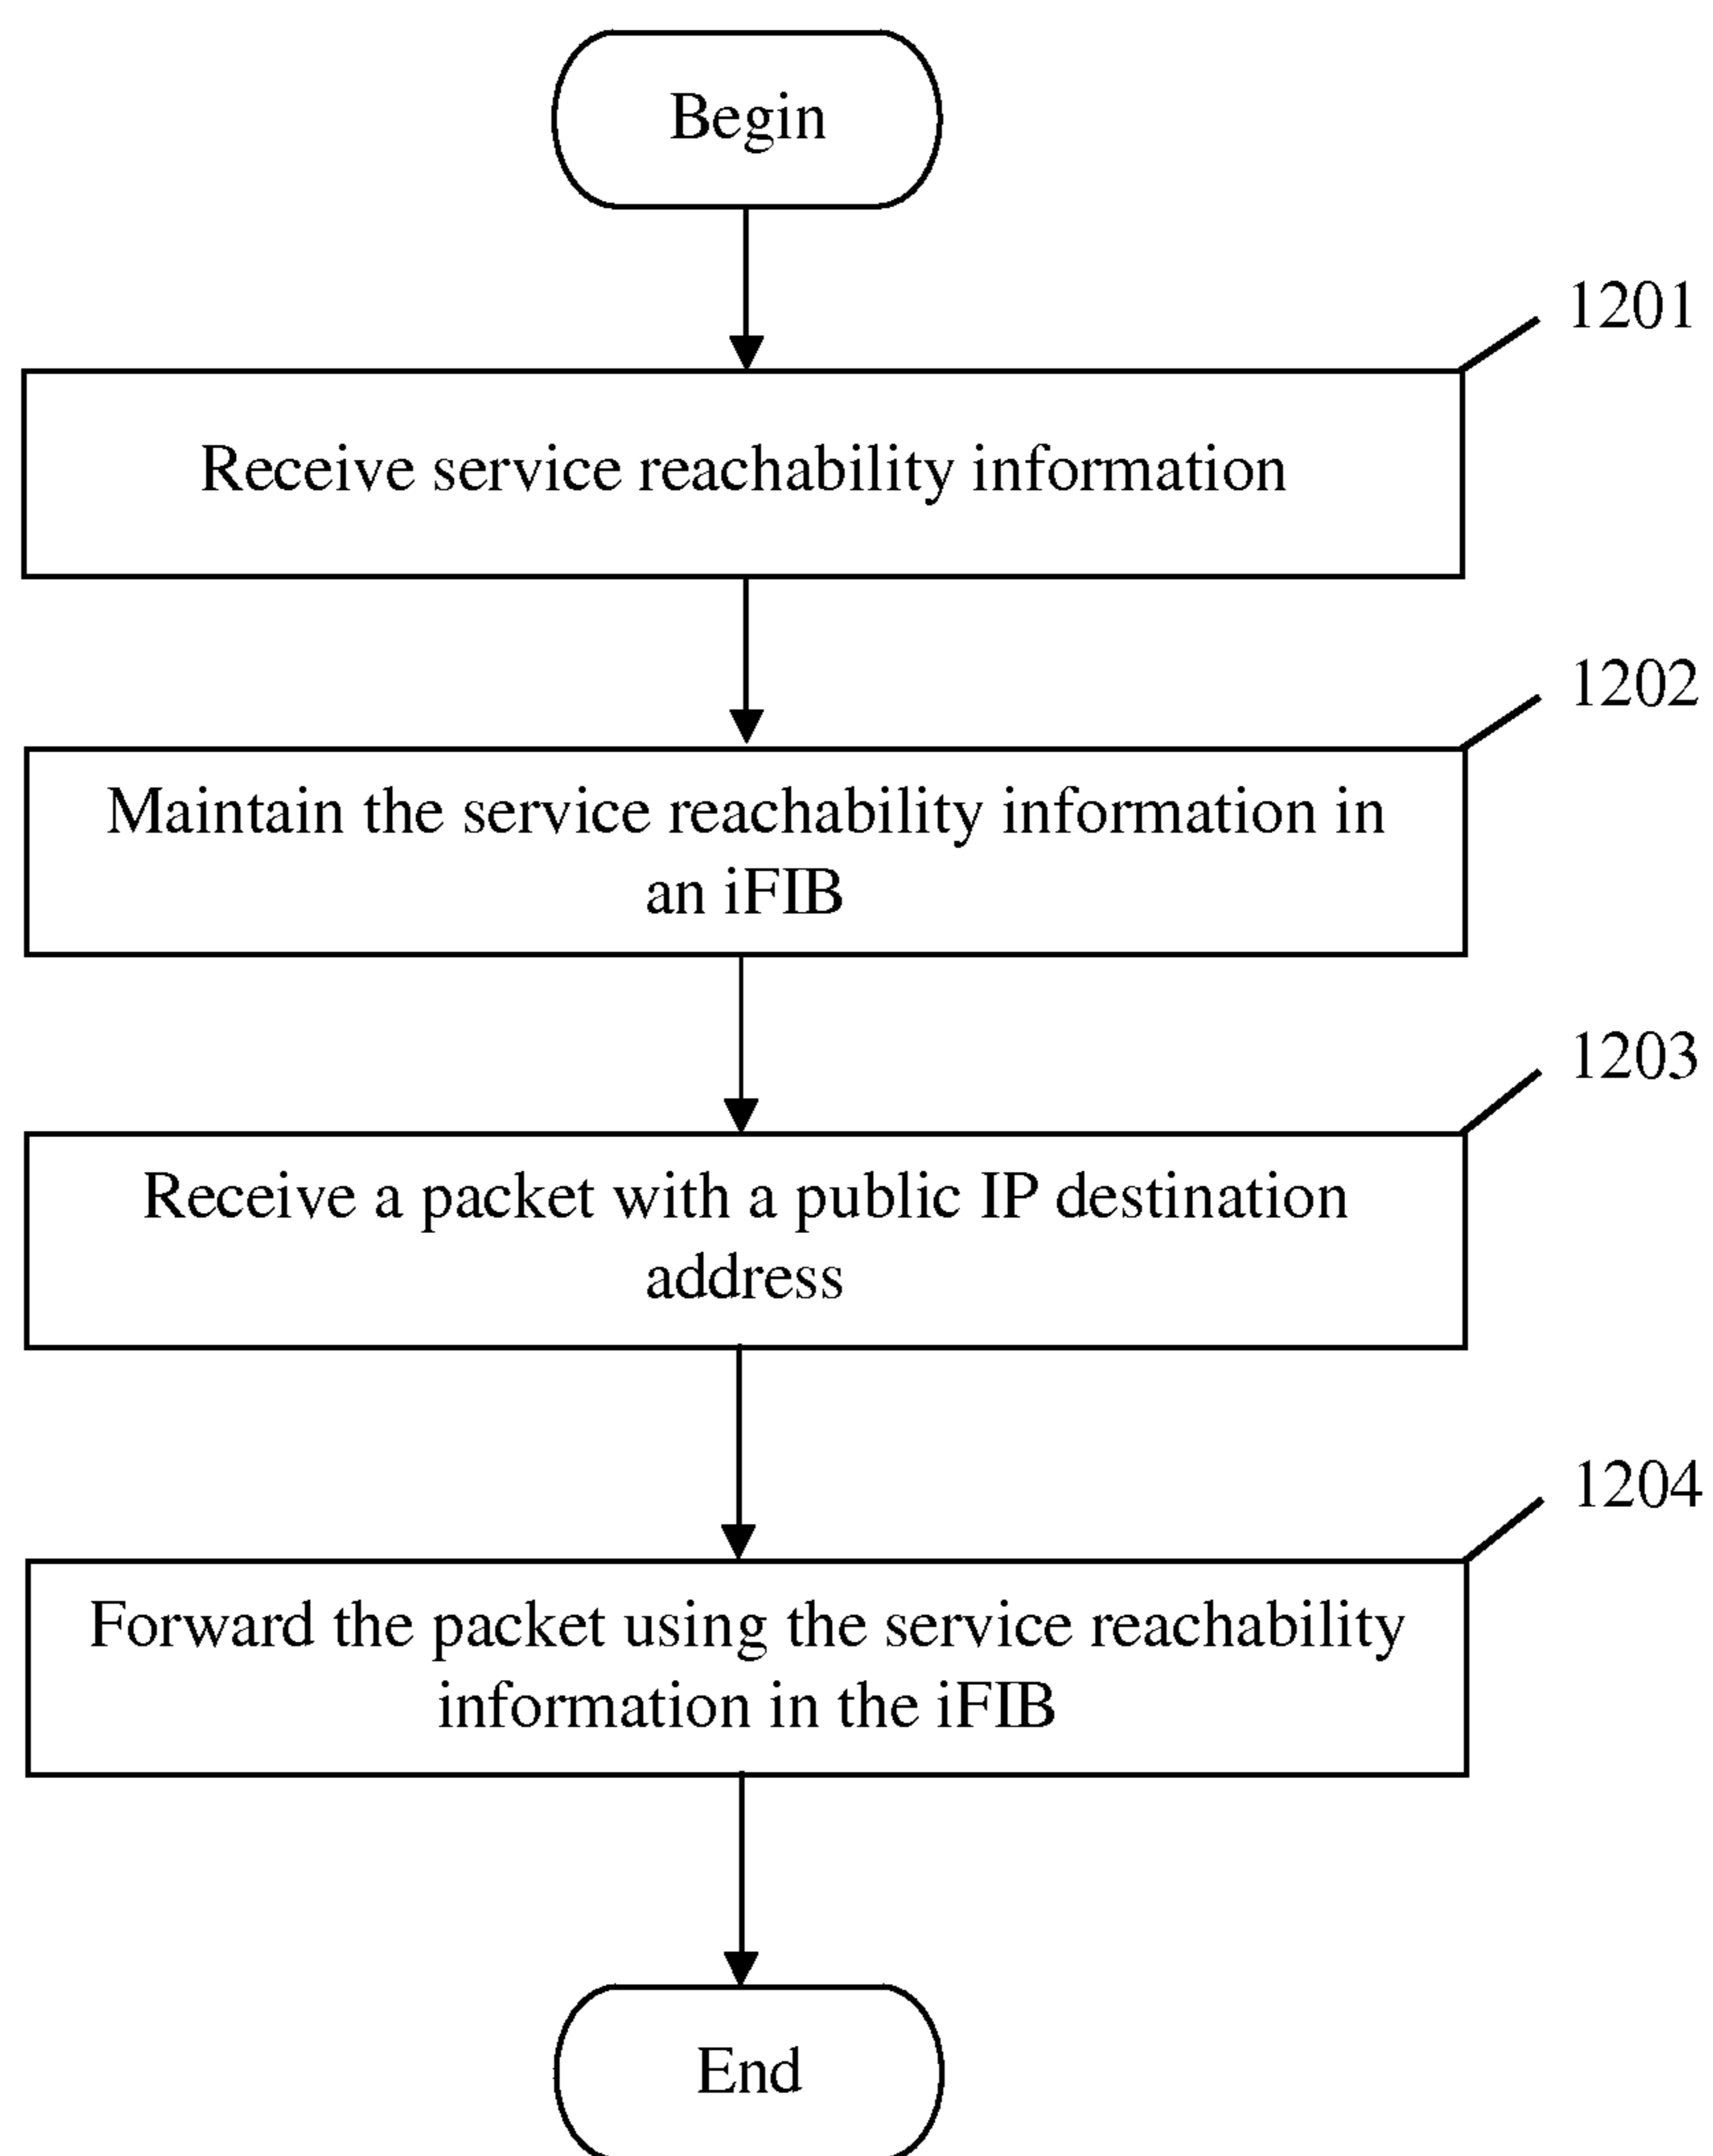 Begin
1201
Receive service reachability information
1202
Maintain the service reachability information in
an iFIB
1203
Receive a packet with a public IP destination
address
1204
Forward the packet using the service reachability
information in the iFIB
End